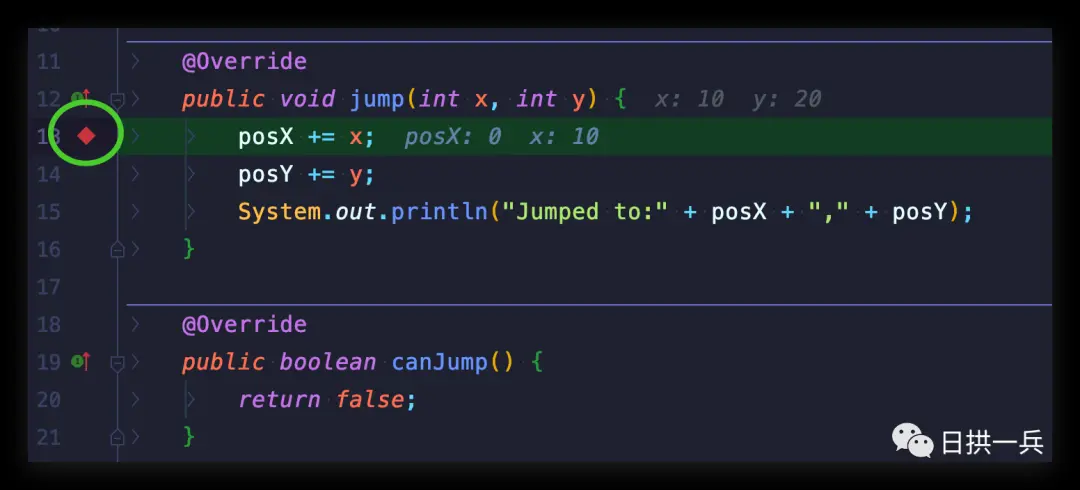 11 @Override
12 public void jump(int x, int y) { x: 10 y: 20
13 posX += x; posX: 0 x: 10
14 posY += y;
15 System.out.println("Jumped to:" + posX + "," + posY);
16 }
17
18 @Override
19 public boolean canJump() {
20 return false;
21 }
日拱一兵